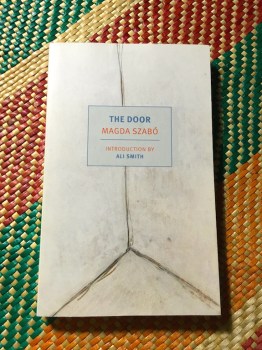 THE DOOR
MAGDA SZABÓ
INTRODUCTION BY
ALI SMITH